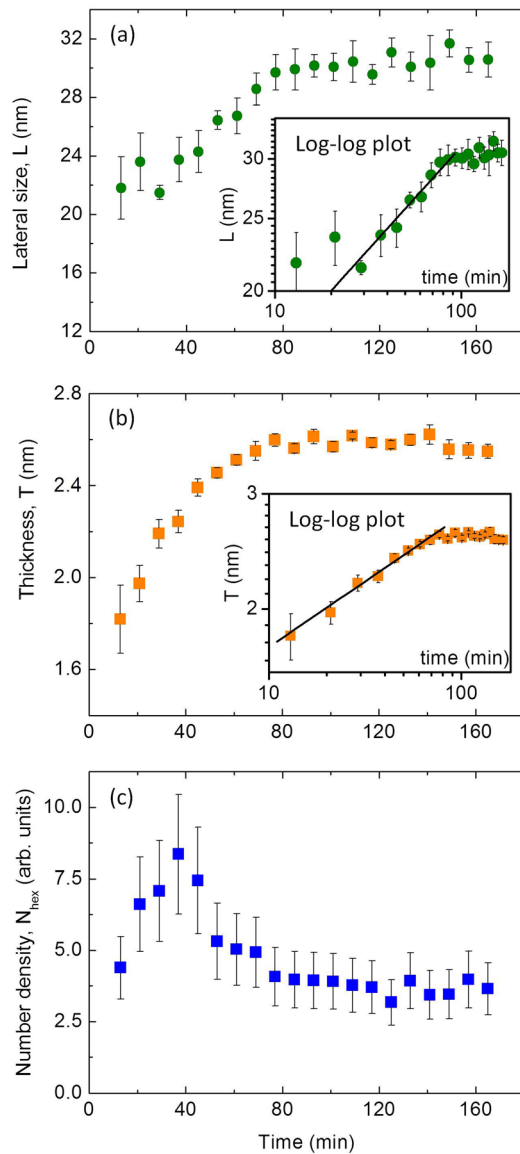 (a)
Lateral size, L (nm)
32
28
24
20
16
12
0 40 80 120 160
Log-log plot
L (nm)
30
25
20
time (min)
10 100
(b)
Thickness, T (nm)
2.8
2.4
2.0
1.6
0 40 80 120 160
Log-log plot
T (nm)
3
2
time (min)
10 100
(c)
Number density, N_hex (arb. units)
10.0
7.5
5.0
2.5
0.0
0 40 80 120 160
Time (min)